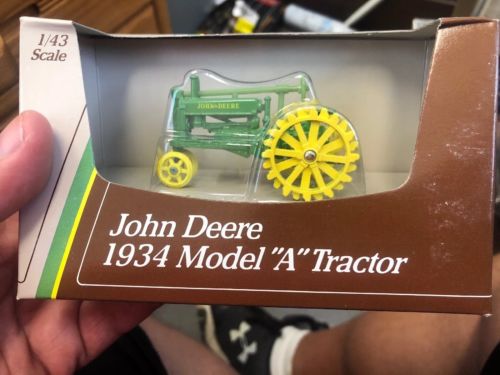 1/43
Scale
JOHN DEERE
John Deere
1934 Model "A" Tractor